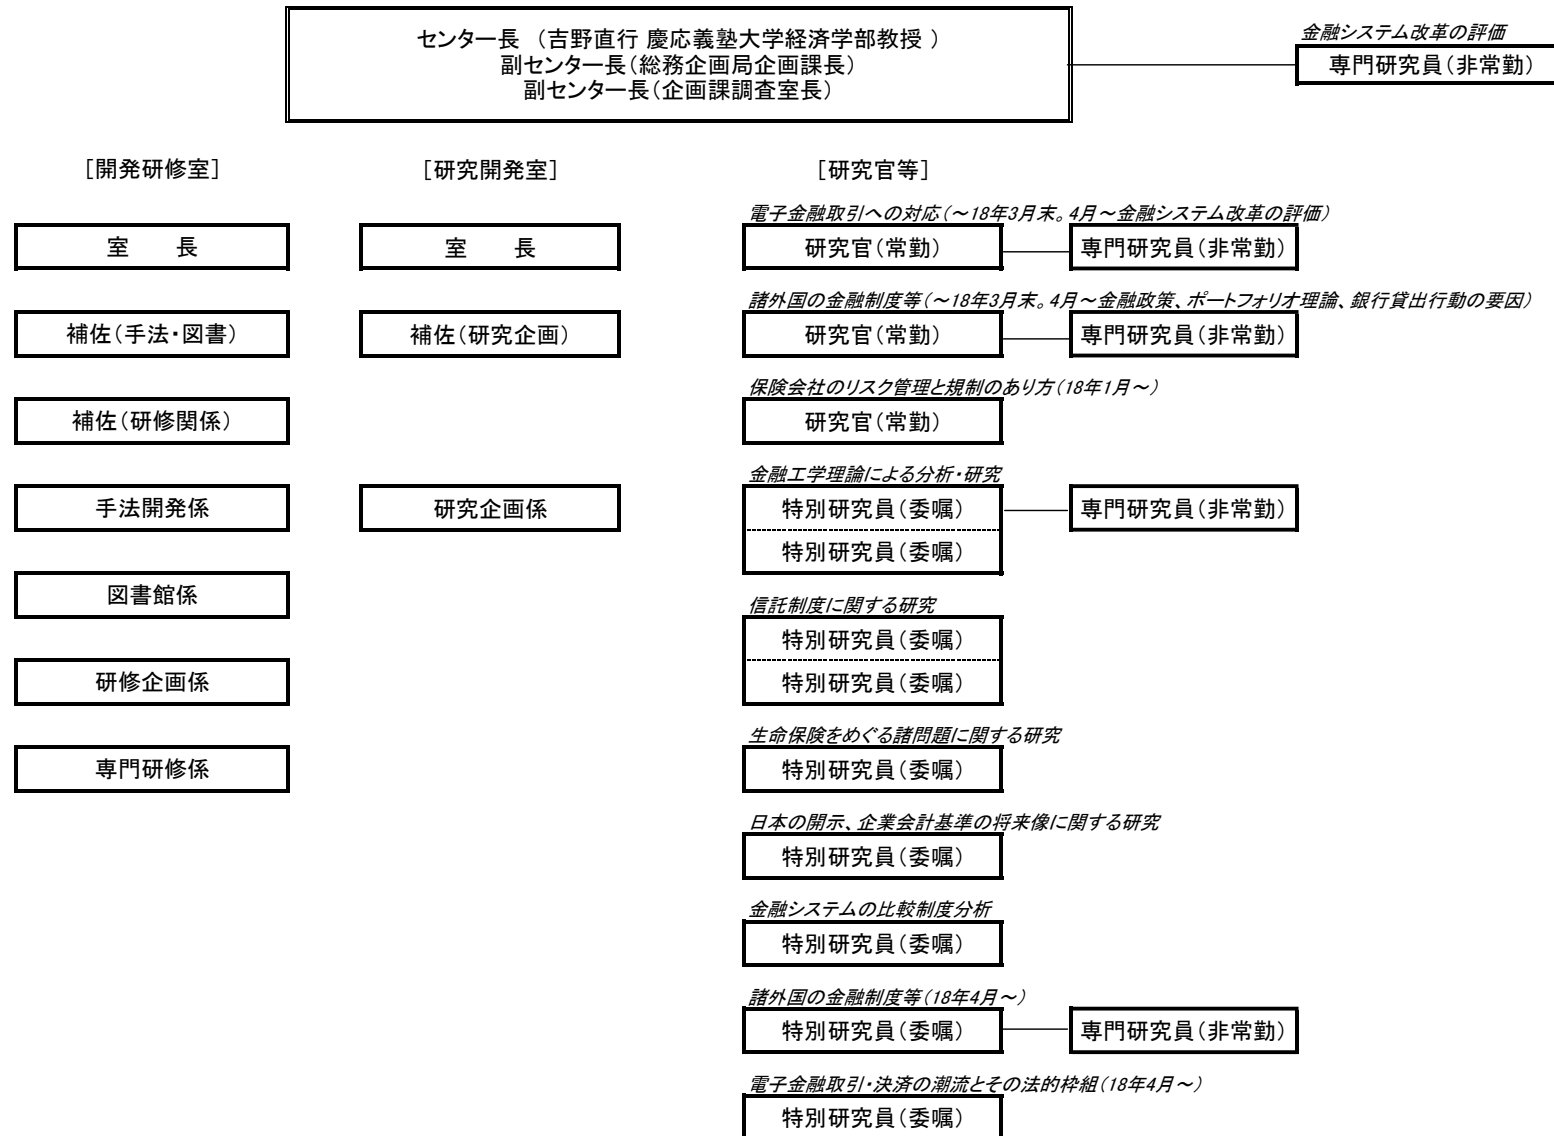 センター長 （吉野直行 慶応義塾大学経済学部教授 ）
副センター長（総務企画局企画課長）
副センター長（企画課調査室長）
金融システム改革の評価
専門研究員（非常勤）
［開発研修室］
室　　長
補佐（手法・図書）
補佐（研修関係）
手法開発係
図書館係
研修企画係
専門研修係
［研究開発室］
室　　長
補佐（研究企画）
研究企画係
［研究官等］
電子金融取引への対応（～18年3月末。4月～金融システム改革の評価）
研究官（常勤）
専門研究員（非常勤）
諸外国の金融制度等（～18年3月末。4月～金融政策、ポートフォリオ理論、銀行貸出行動の要因）
研究官（常勤）
専門研究員（非常勤）
保険会社のリスク管理と規制のあり方（18年1月～）
研究官（常勤）
金融工学理論による分析・研究
特別研究員（委嘱）
専門研究員（非常勤）
特別研究員（委嘱）
信託制度に関する研究
特別研究員（委嘱）
特別研究員（委嘱）
生命保険をめぐる諸問題に関する研究
特別研究員（委嘱）
日本の開示、企業会計基準の将来像に関する研究
特別研究員（委嘱）
金融システムの比較制度分析
特別研究員（委嘱）
諸外国の金融制度等（18年4月～）
特別研究員（委嘱）
専門研究員（非常勤）
電子金融取引・決済の潮流とその法的枠組（18年4月～）
特別研究員（委嘱）